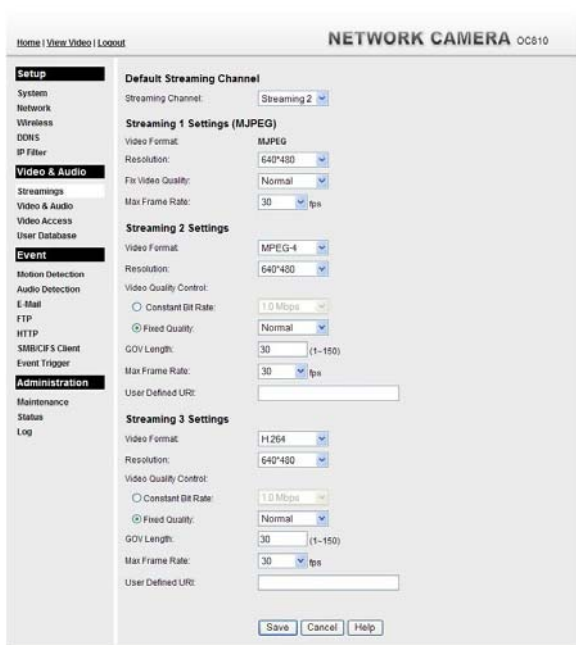 Home | View Video | Logout
NETWORK CAMERA OC810
Setup
System
Network
Wireless
DDNS
IP Filter
Video & Audio
Streamings
Video & Audio
Video Access
User Database
Event
Motion Detection
Audio Detection
E-Mail
FTP
HTTP
SMB/CIFS Client
Event Trigger
Administration
Maintenance
Status
Log
Default Streaming Channel
Streaming Channel: Streaming 2
Streaming 1 Settings (MJPEG)
Video Format: MJPEG
Resolution: 640*480
Fix Video Quality: Normal
Max Frame Rate: 30 fps
Streaming 2 Settings
Video Format: MPEG-4
Resolution: 640*480
Video Quality Control:
Constant Bit Rate: 1.0 Mbps
Fixed Quality: Normal
GOV Length: 30 (1~150)
Max Frame Rate: 30 fps
User Defined URI:
Streaming 3 Settings
Video Format: H.264
Resolution: 640*480
Video Quality Control:
Constant Bit Rate: 1.0 Mbps
Fixed Quality: Normal
GOV Length: 30 (1~150)
Max Frame Rate: 30 fps
User Defined URI:
Save Cancel Help